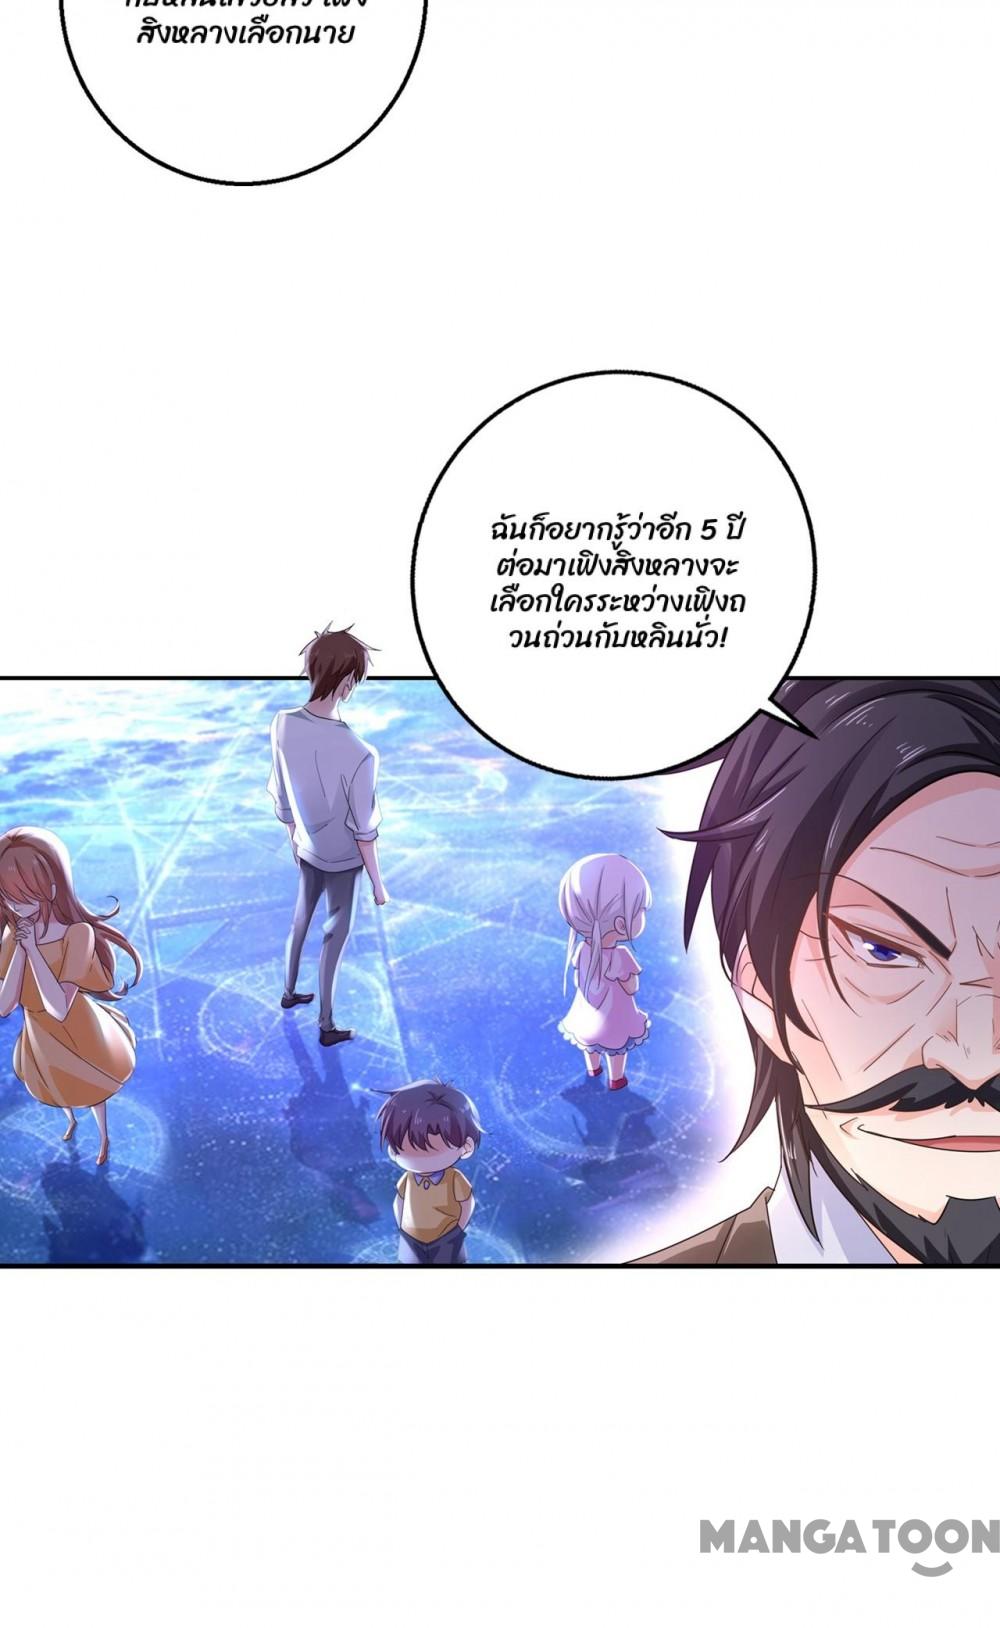 สิงหลางเลือกนาย
ฉันก็อยากรู้ว่าอีก 5 ปี
ต่อมาเฟิงสิงหลางจะ
เลือกใครระหว่างเฟิงถ
วนถ่วนกับหลินนั่ว!
MANGATOON